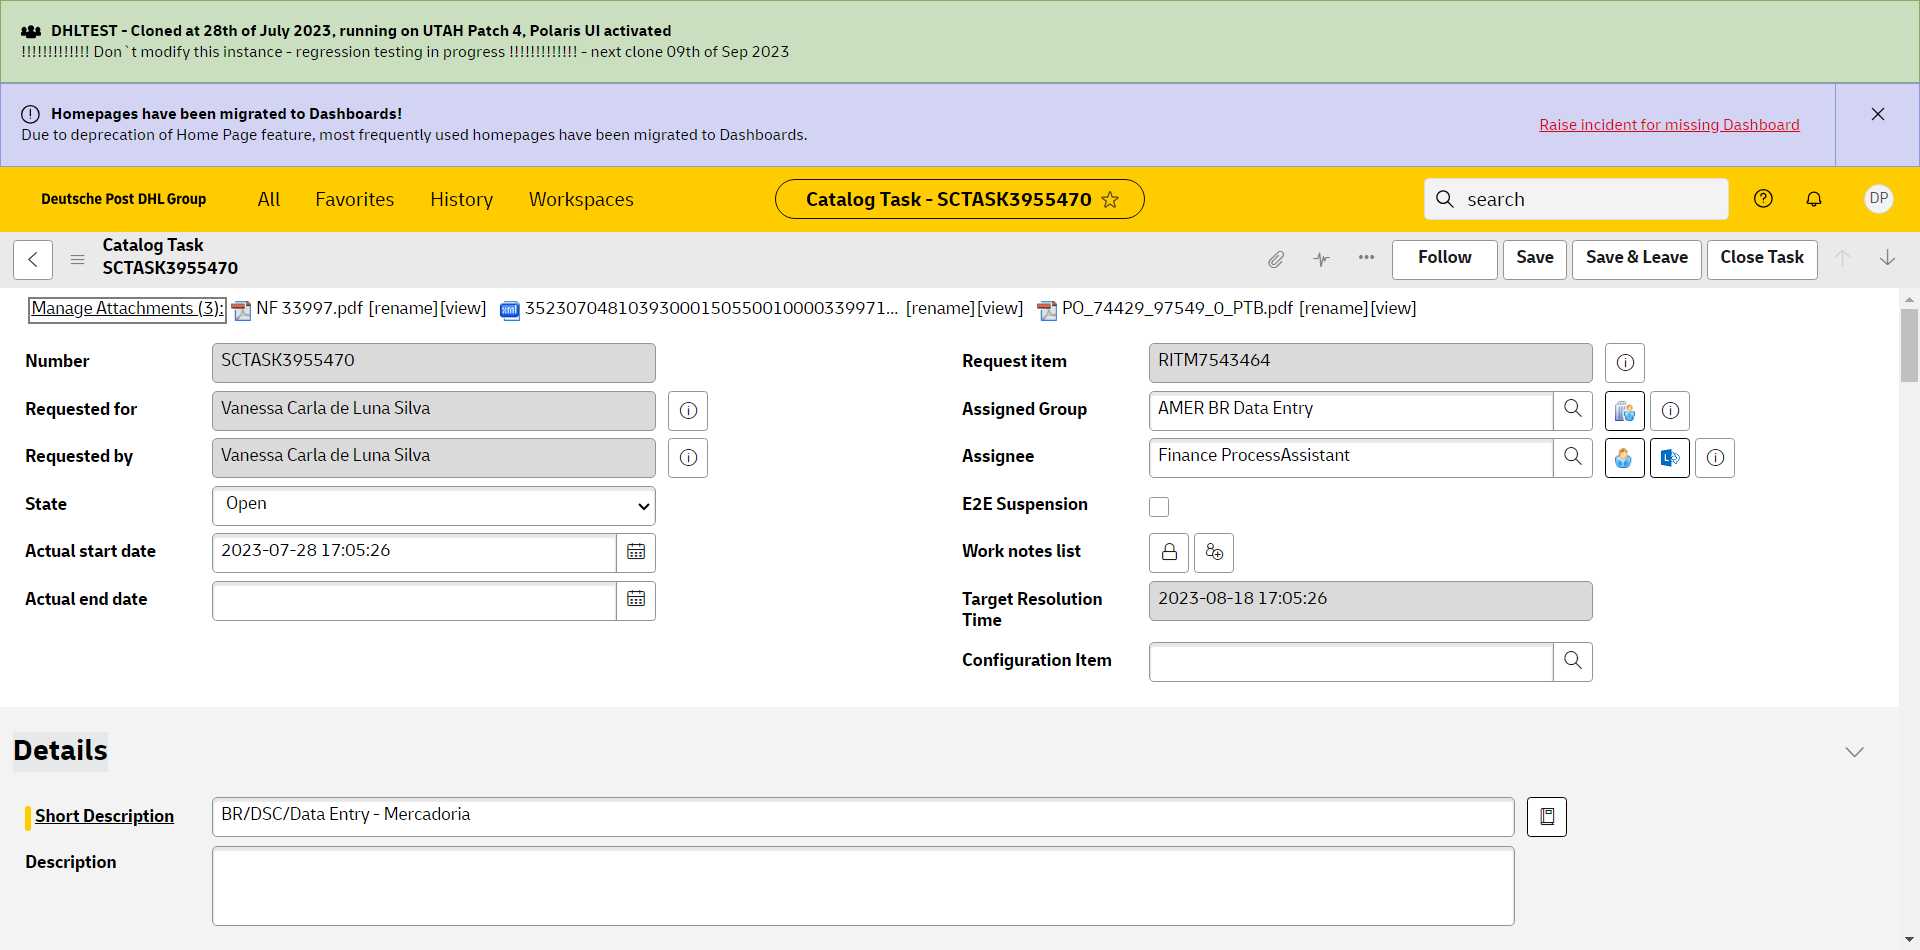 DHLTEST - Cloned at 28th of July 2023, running on UTAH Patch 4, Polaris UI activated
!!!!!!!!!!!!! Don`t modify this instance - regression testing in progress !!!!!!!!!!!!! - next clone 09th of Sep 2023
Homepages have been migrated to Dashboards!
Due to deprecation of Home Page feature, most frequently used homepages have been migrated to Dashboards.
Raise incident for missing Dashboard
Deutsche Post DHL Group All Favorites History Workspaces Catalog Task - SCTASK3955470 search DP
Catalog Task
SCTASK3955470
Follow Save Save & Leave Close Task
Manage Attachments (3): NF 33997.pdf [rename][view] xml 35230704810393000150550010000339971... [rename][view] PO_74429_97549_0_PTB.pdf [rename][view]
Number SCTASK3955470
Requested for Vanessa Carla de Luna Silva
Requested by Vanessa Carla de Luna Silva
State Open
Actual start date 2023-07-28 17:05:26
Actual end date
Request item RITM7543464
Assigned Group AMER BR Data Entry
Assignee Finance ProcessAssistant
E2E Suspension
Work notes list
Target Resolution
Time
2023-08-18 17:05:26
Configuration Item
Details
Short Description BR/DSC/Data Entry - Mercadoria
Description